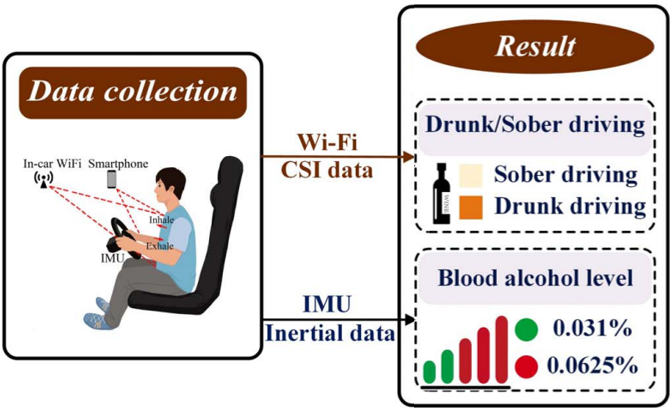 Data collection
In-car WiFi
Smartphone
Inhale
Exhale
IMU
Wi-Fi
CSI data
IMU
Inertial data
Result
Drunk/Sober driving
WINE
Sober driving
Drunk driving
Blood alcohol level
0.031%
0.0625%